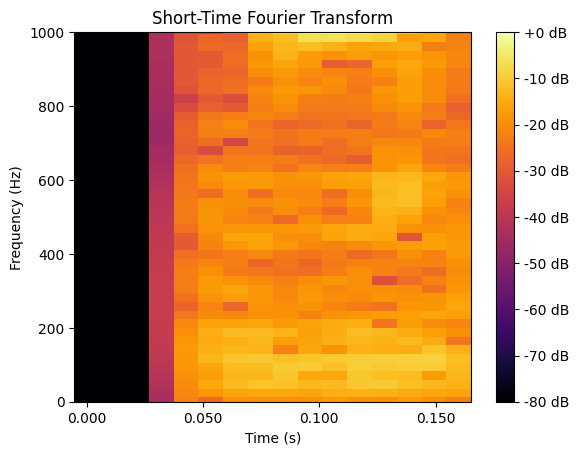 Short-Time Fourier Transform
1000
800
600
400
200
0
Frequency (Hz)
0.000
0.050
0.100
0.150
Time (s)
+0 dB
-10 dB
-20 dB
-30 dB
-40 dB
-50 dB
-60 dB
-70 dB
-80 dB